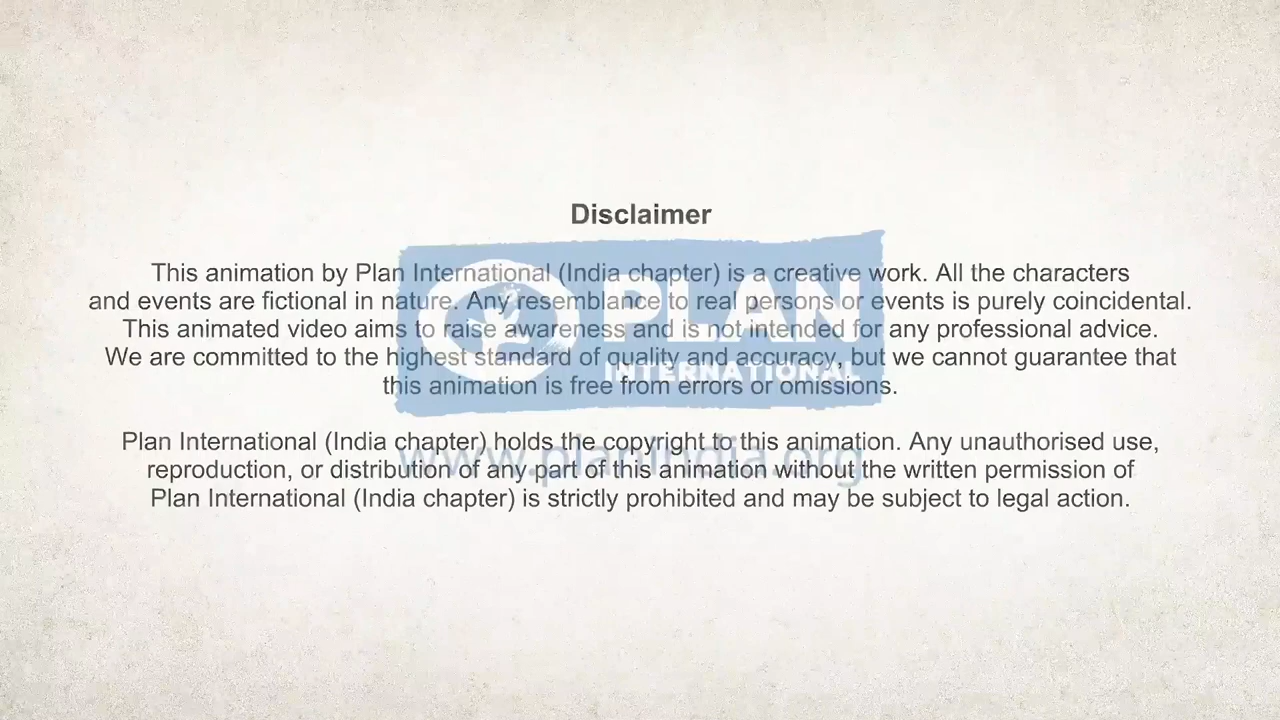 Disclaimer
This animation by Plan International (India chapter) is a creative work. All the characters
and events are fictional in nature. Any resemblance to real persons or events is purely coincidental.
This animated video aims to raise awareness and is not intended for any professional advice.
We are committed to the highest standard of quality and accuracy, but we cannot guarantee that
this animation is free from errors or omissions.
Plan International (India chapter) holds the copyright to this animation. Any unauthorised use,
reproduction, or distribution of any part of this animation without the written permission of
Plan International (India chapter) is strictly prohibited and may be subject to legal action.
PLAN
INTERNATIONAL
www.planindia.org